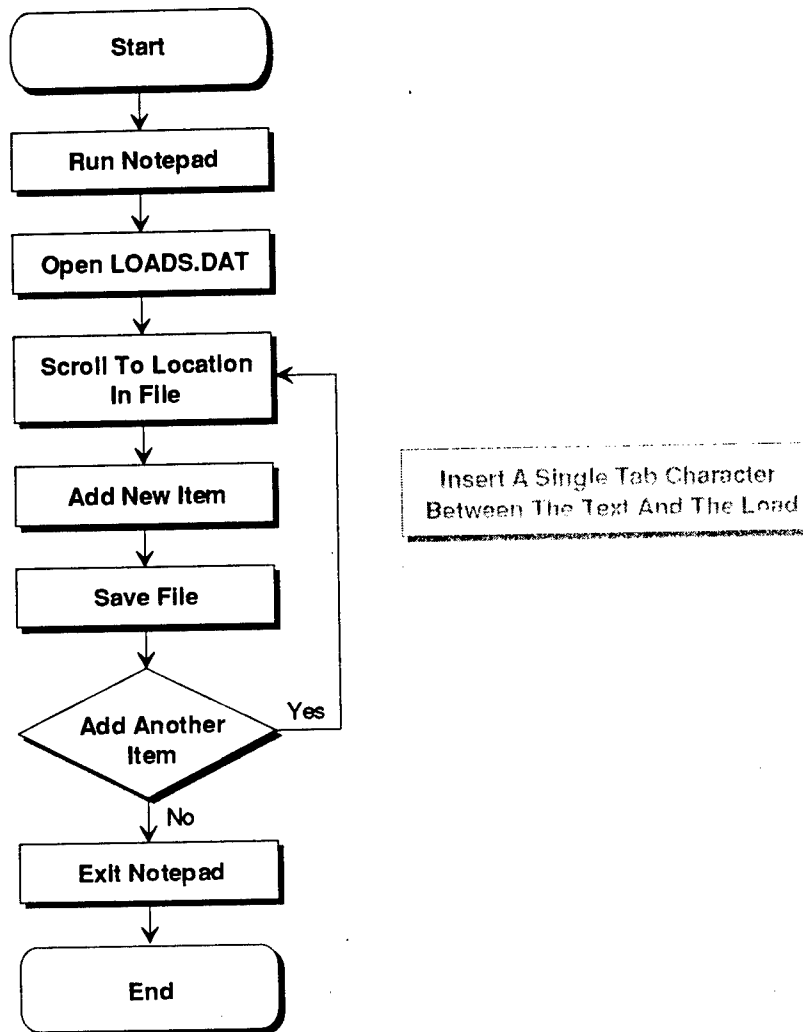 Start
Run Notepad
Open LOADS.DAT
Scroll To Location
In File
Add New Item
Insert A Single Tab Character
Between The Text And The Load
Save File
Add Another
Item
Yes
No
Exit Notepad
End